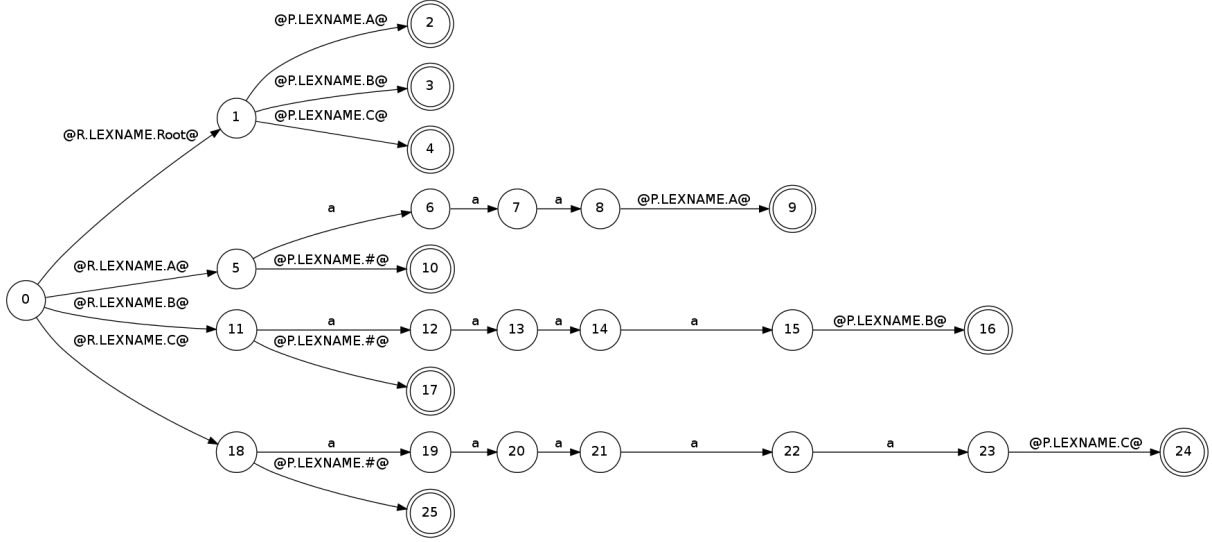 @P.LEXNAME.A@
2
@P.LEXNAME.B@
3
1
@P.LEXNAME.C@
@R.LEXNAME.Root@
4
a
6
a
7
a
8
@P.LEXNAME.A@
9
@R.LEXNAME.A@
5
@P.LEXNAME.#@
10
0
@R.LEXNAME.B@
11
a
12
a
13
a
14
a
15
@P.LEXNAME.B@
16
@R.LEXNAME.C@
@P.LEXNAME.#@
17
18
a
19
a
20
a
21
a
22
a
23
@P.LEXNAME.C@
24
@P.LEXNAME.#@
25